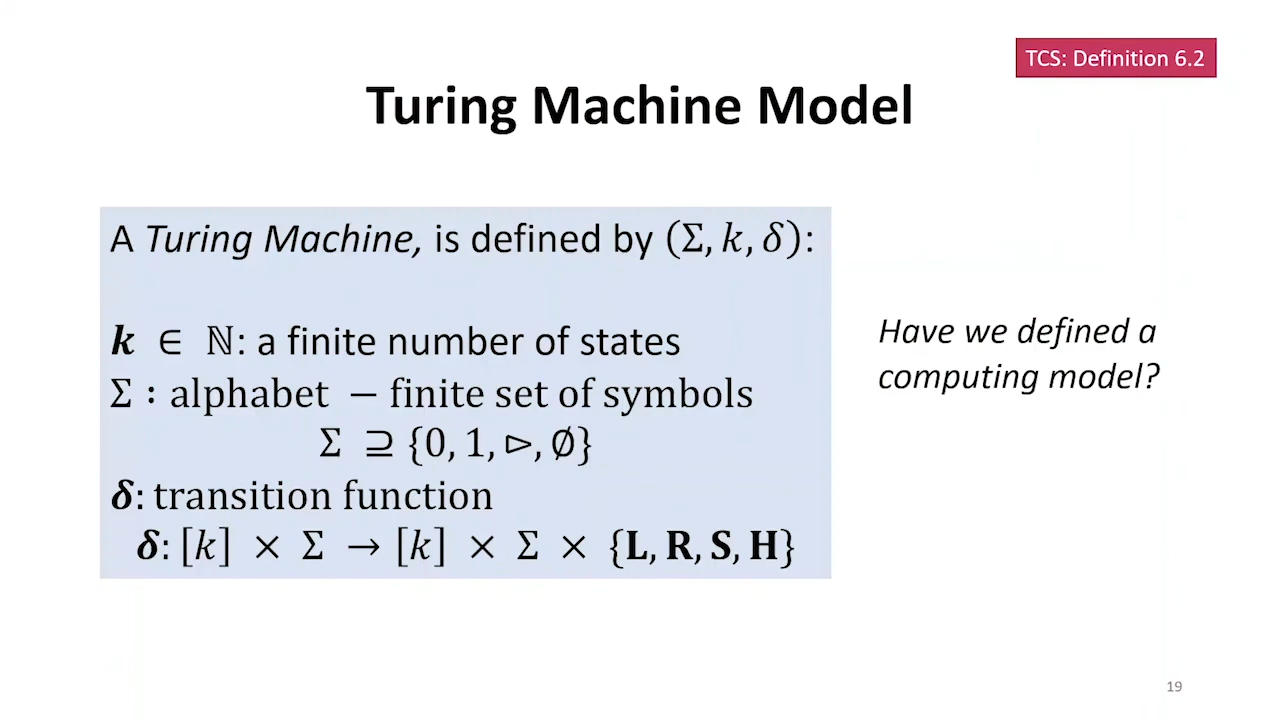 TCS: Definition 6.2
Turing Machine Model
A Turing Machine, is defined by (Σ, k, δ):
k ∈ ℕ: a finite number of states
Σ : alphabet − finite set of symbols
Σ ⊇ {0, 1, ▻, ∅}
δ: transition function
δ: [k] × Σ → [k] × Σ × {L, R, S, H}
Have we defined a
computing model?
19